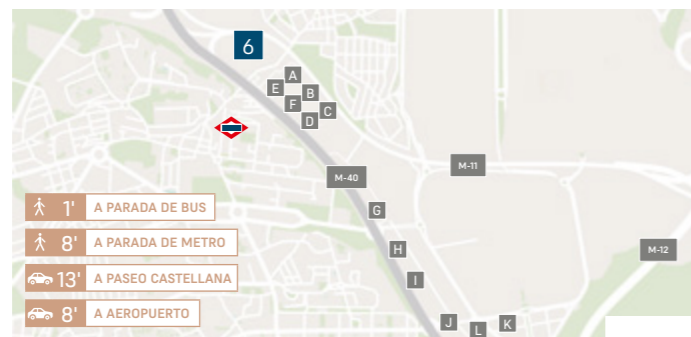 6
A
E
B
F
C
D
M-40
M-11
G
H
I
J
L
K
M-12
1' A PARADA DE BUS
8' A PARADA DE METRO
13' A PASEO CASTELLANA
8' A AEROPUERTO